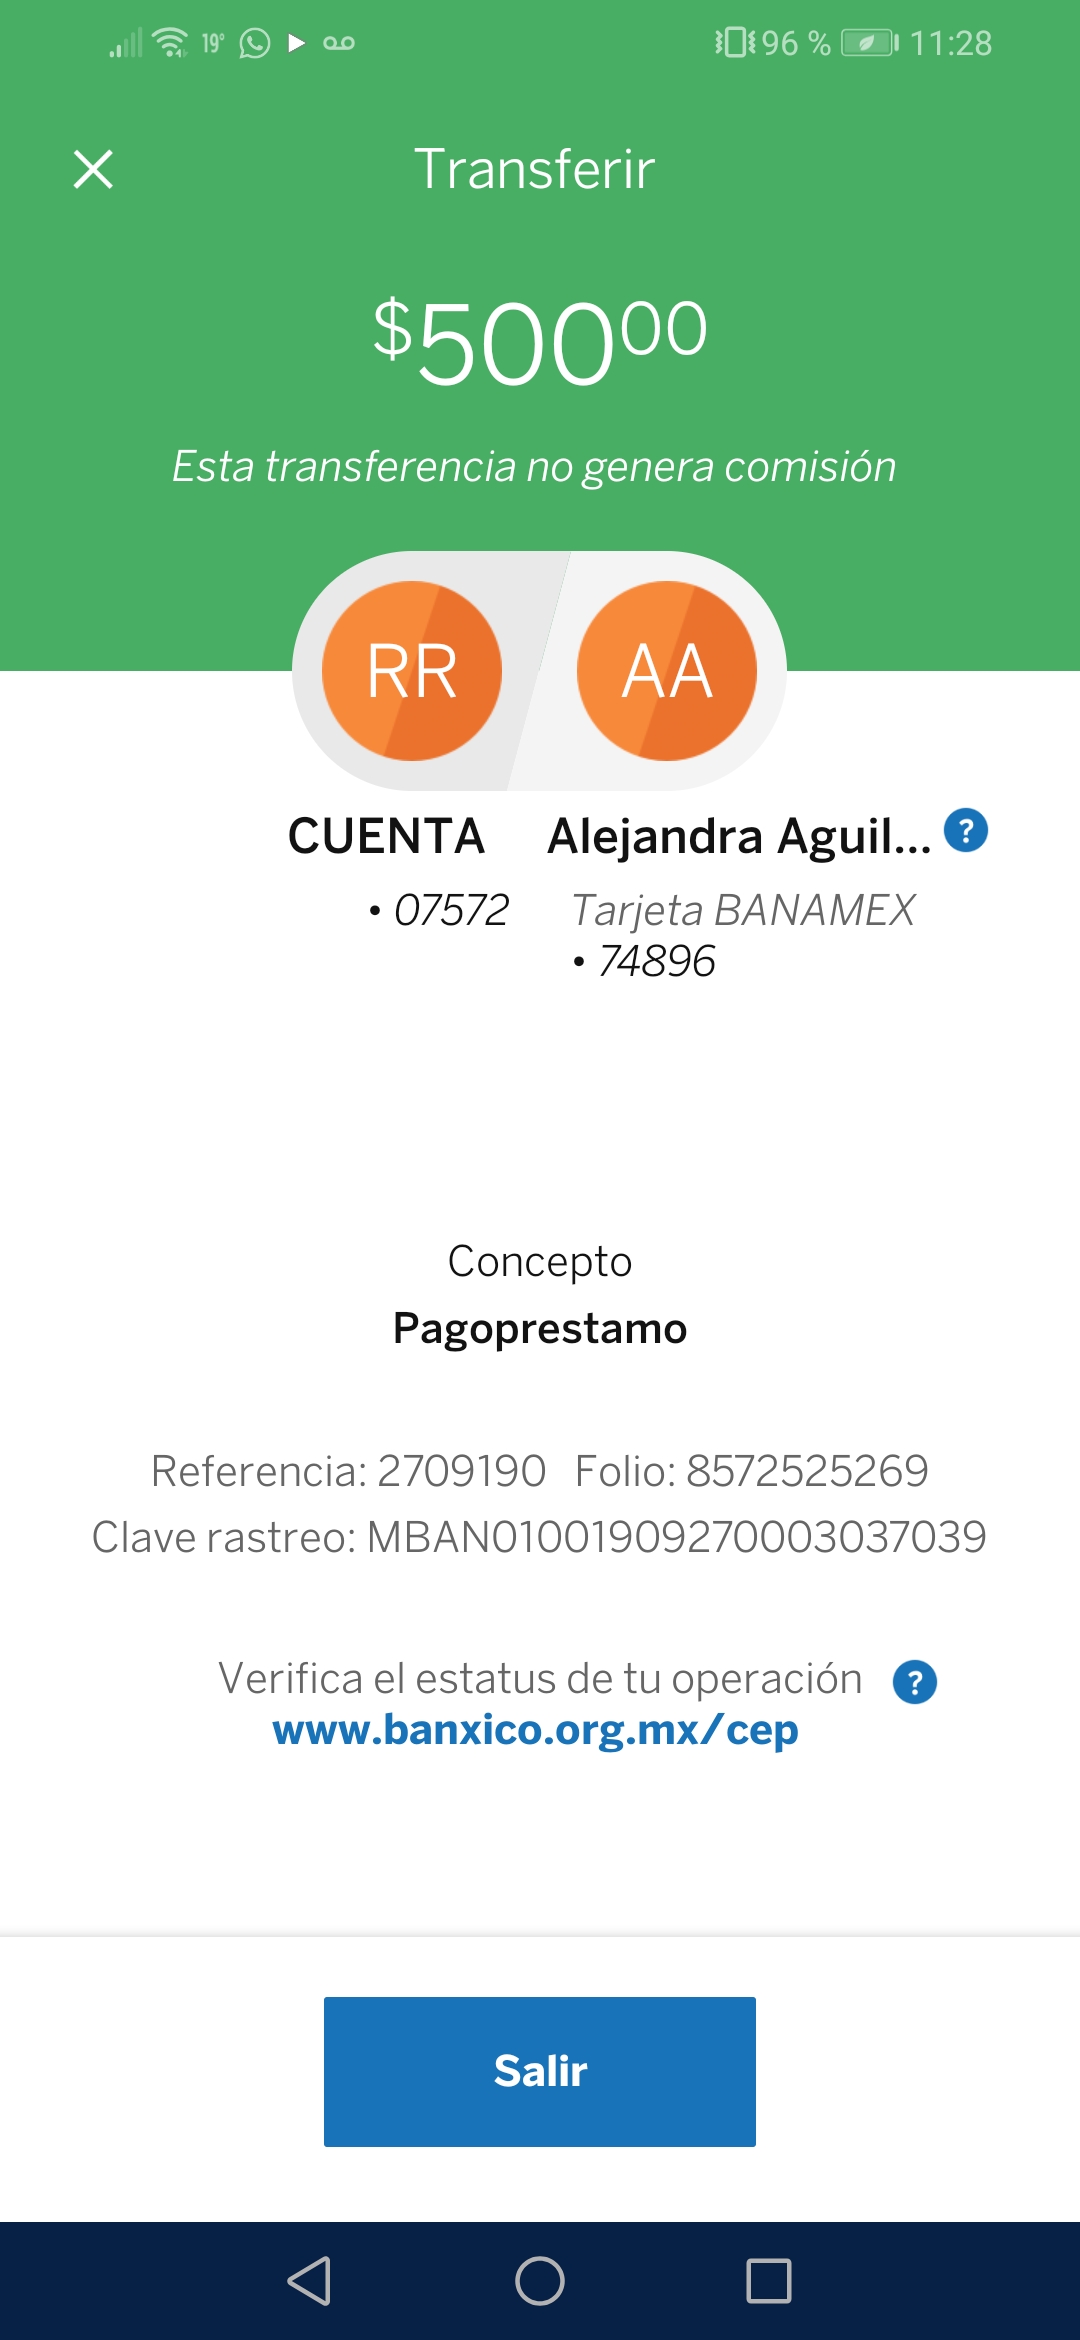 19° 96 % 11:28
Transferir
$500⁰⁰
Esta transferencia no genera comisión
RR AA
CUENTA Alejandra Aguil... ?
• 07572 Tarjeta BANAMEX
• 74896
Concepto
Pagoprestamo
Referencia: 2709190 Folio: 8572525269
Clave rastreo: MBAN01001909270003037039
Verifica el estatus de tu operación ?
www.banxico.org.mx/cep
Salir